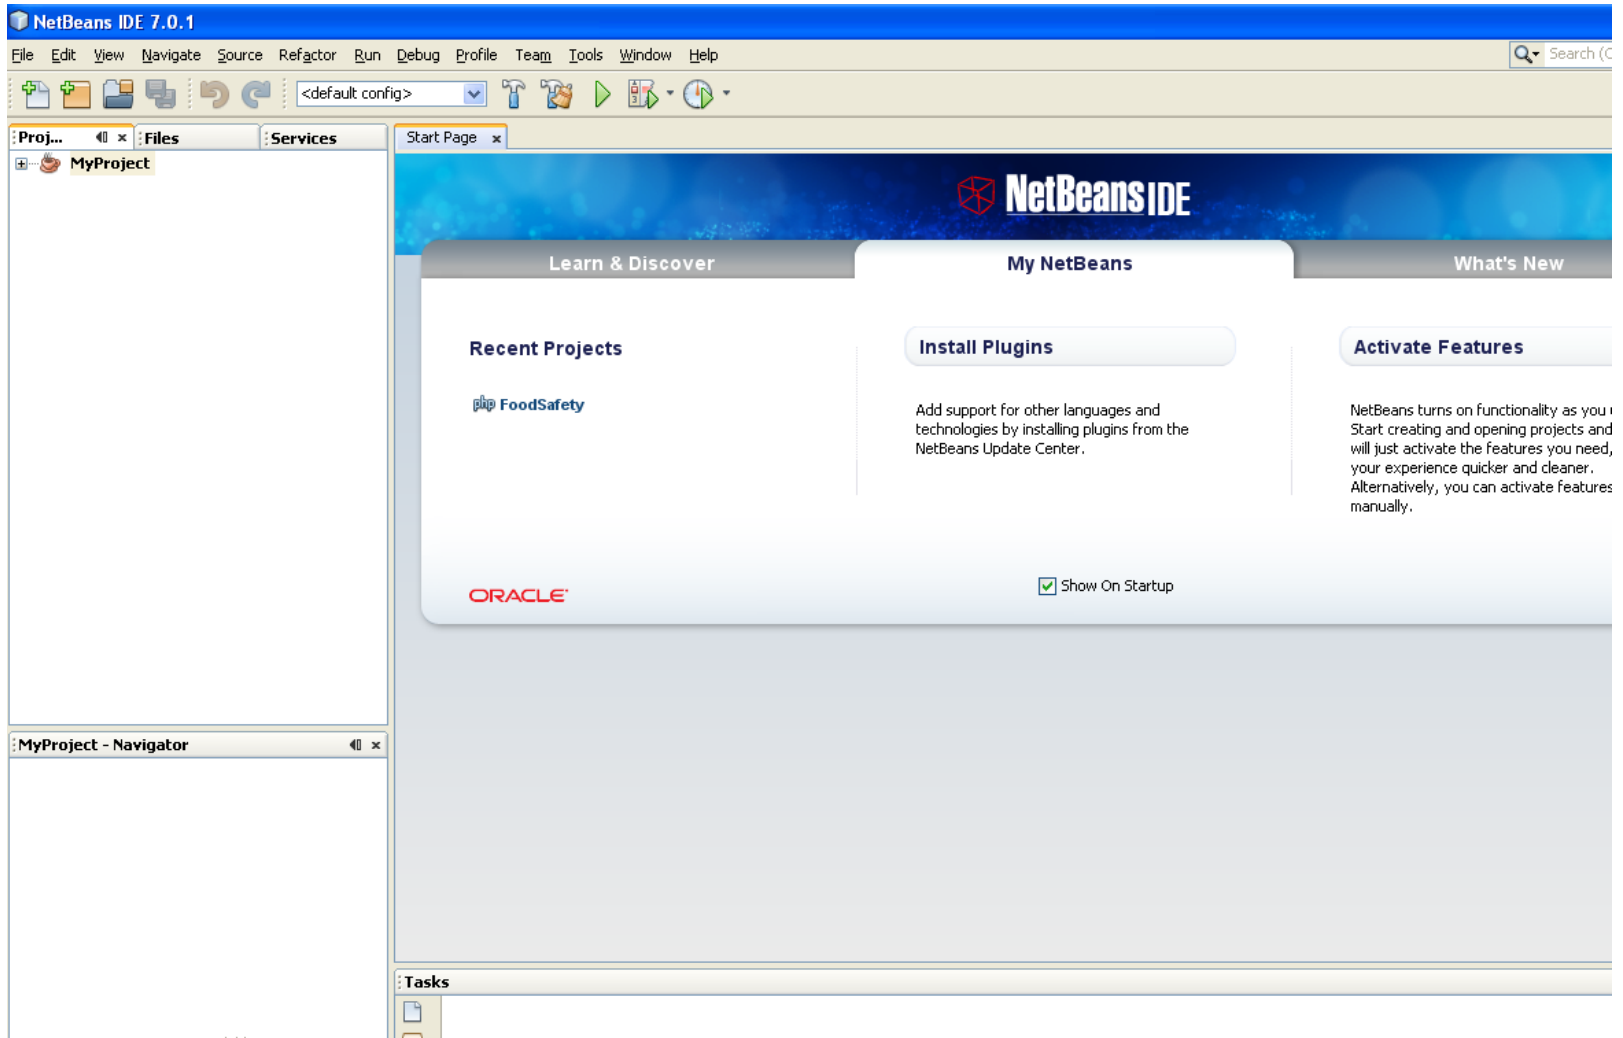 NetBeans IDE 7.0.1
File Edit View Navigate Source Refactor Run Debug Profile Team Tools Window Help
Search (C
<default config>
Proj... Files Services
Start Page
MyProject
NetBeans IDE
Learn & Discover
My NetBeans
What's New
Recent Projects
php FoodSafety
Install Plugins
Add support for other languages and
technologies by installing plugins from the
NetBeans Update Center.
Activate Features
NetBeans turns on functionality as you
Start creating and opening projects and
will just activate the features you need,
your experience quicker and cleaner.
Alternatively, you can activate features
manually.
ORACLE
Show On Startup
MyProject - Navigator
Tasks